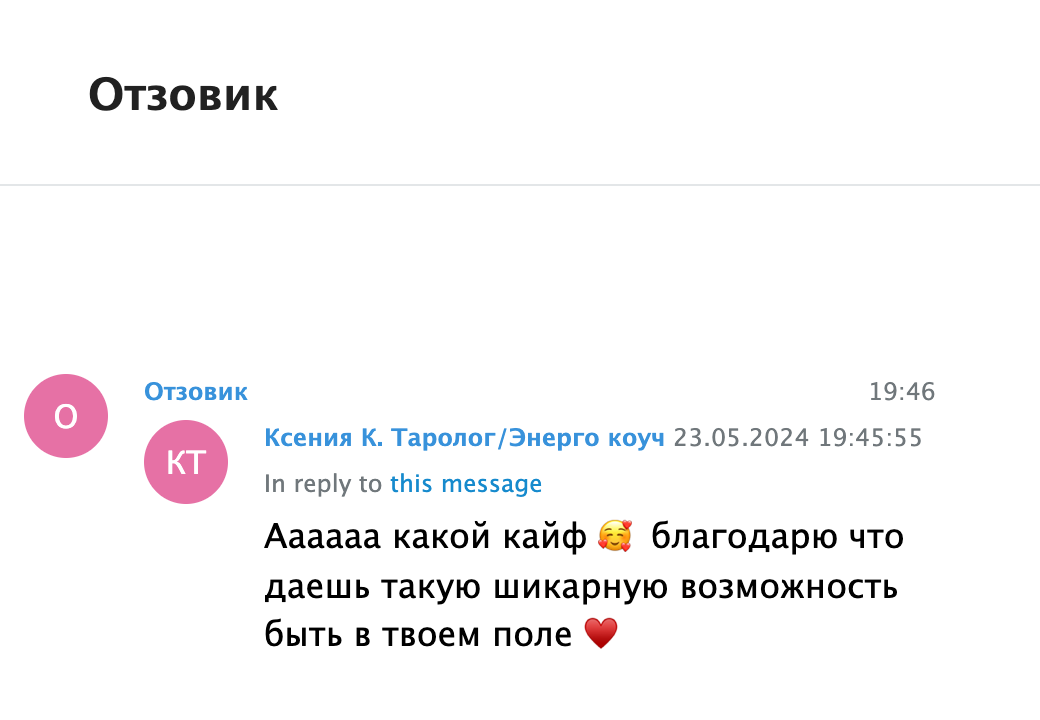 Отзовик
О
Отзовик
19:46
КТ
Ксения К. Таролог/Энерго коуч 23.05.2024 19:45:55
In reply to this message
Аааааа какой кайф 🥰 благодарю что
даешь такую шикарную возможность
быть в твоем поле ♥️